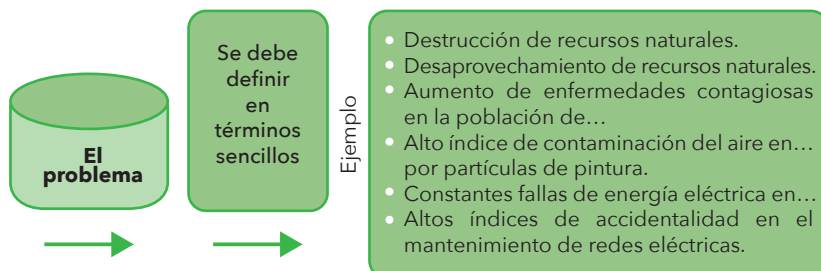 El
problema
Se debe
definir
en
términos
sencillos
Ejemplo
• Destrucción de recursos naturales.
• Desaprovechamiento de recursos naturales.
• Aumento de enfermedades contagiosas
en la población de…
• Alto índice de contaminación del aire en…
por partículas de pintura.
• Constantes fallas de energía eléctrica en…
• Altos índices de accidentalidad en el
mantenimiento de redes eléctricas.